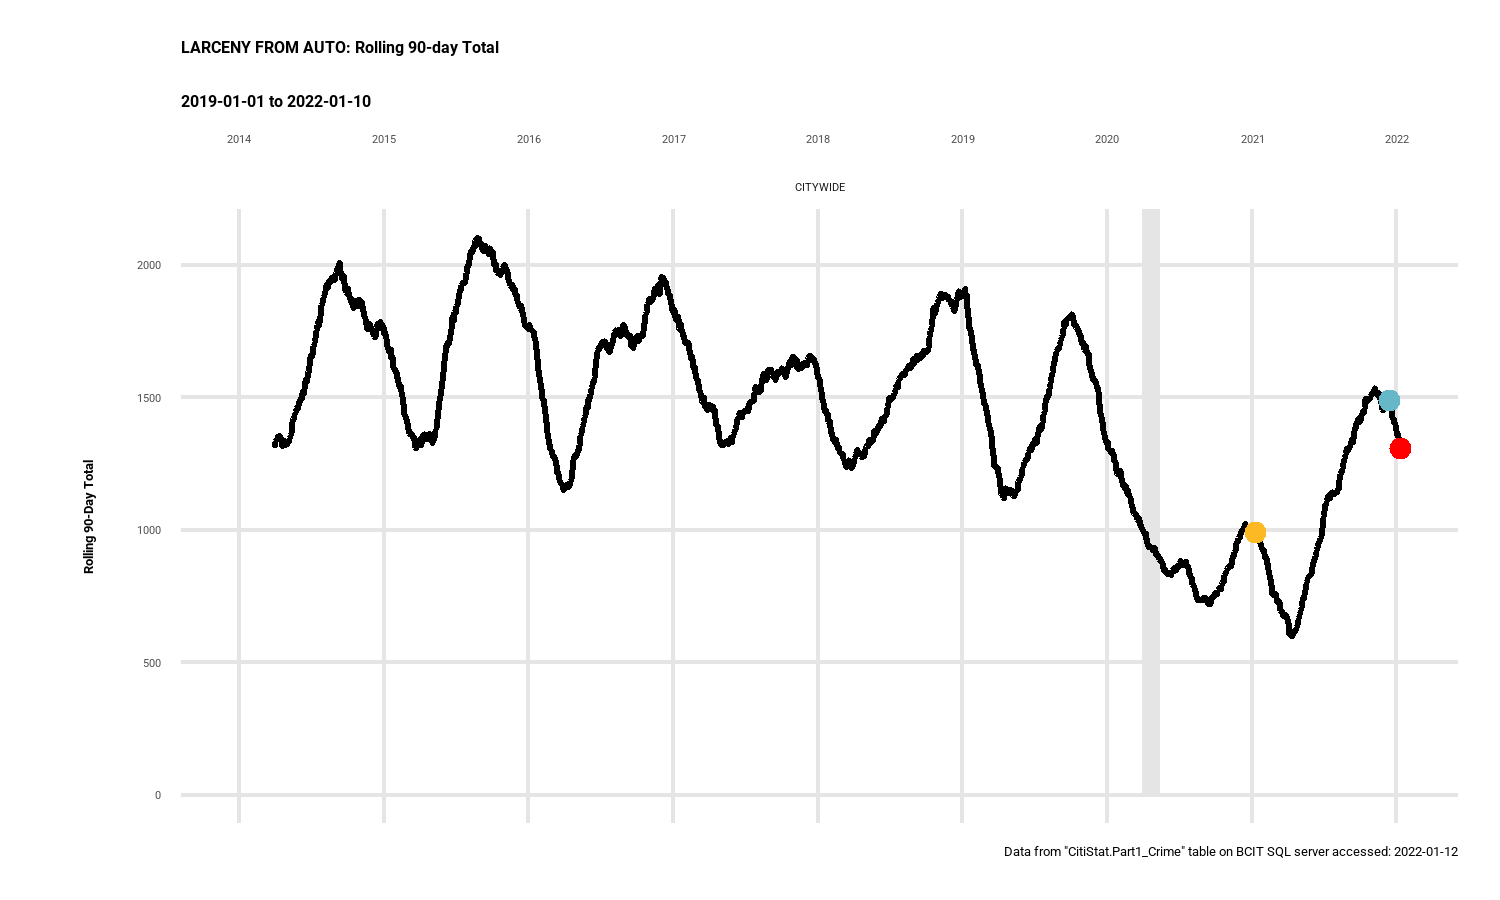 LARCENY FROM AUTO: Rolling 90-day Total
2019-01-01 to 2022-01-10
2014 2015 2016 2017 2018 2019 2020 2021 2022
CITYWIDE
2000
1500
1000
500
0
Rolling 90-Day Total
Data from "CitiStat.Part1_Crime" table on BCIT SQL server accessed: 2022-01-12